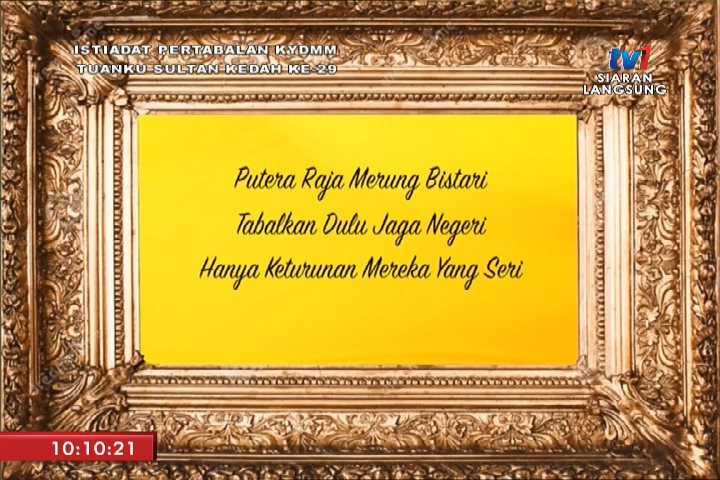 ISTIADAT PERTABALAN KYDMM
TUANKU SULTAN KEDAH KE-29
tv1
SIARAN
LANGSUNG
Putera Raja Merung Bistari
Tabalkan Dulu Jaga Negeri
Hanya Keturunan Mereka Yang Seri
10:10:21